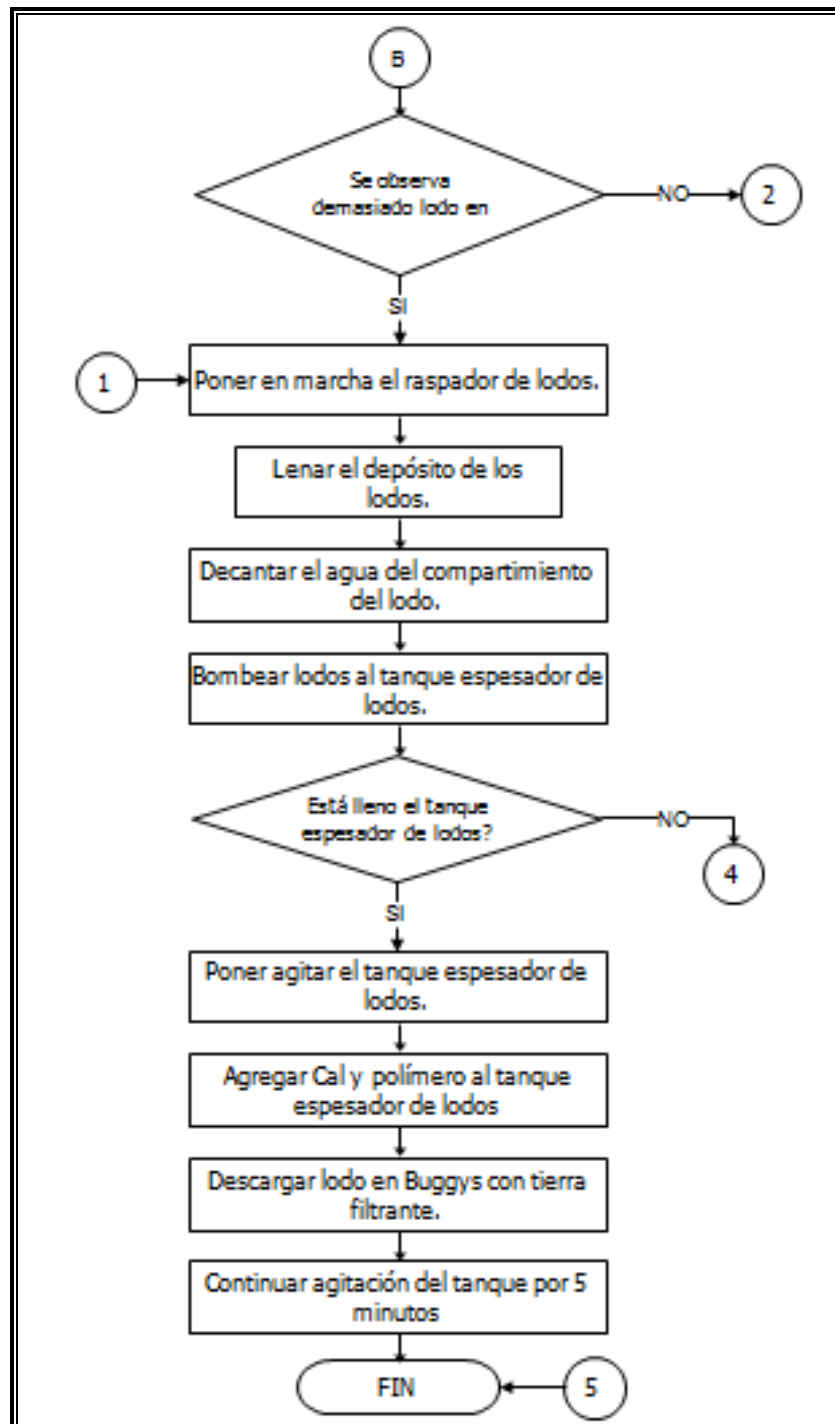 B
Se observa
demasiado lodo en
NO
2
SI
1
Poner en marcha el raspador de lodos.
Lenar el depósito de los
lodos.
Decantar el agua del compartimiento
del lodo.
Bombear lodos al tanque espesador de
lodos.
Está lleno el tanque
espesador de lodos?
NO
4
SI
Poner agitar el tanque espesador de
lodos.
Agregar Cal y polímero al tanque
espesador de lodos
Descargar lodo en Buggys con tierra
filtrante.
Continuar agitación del tanque por 5
minutos
FIN
5